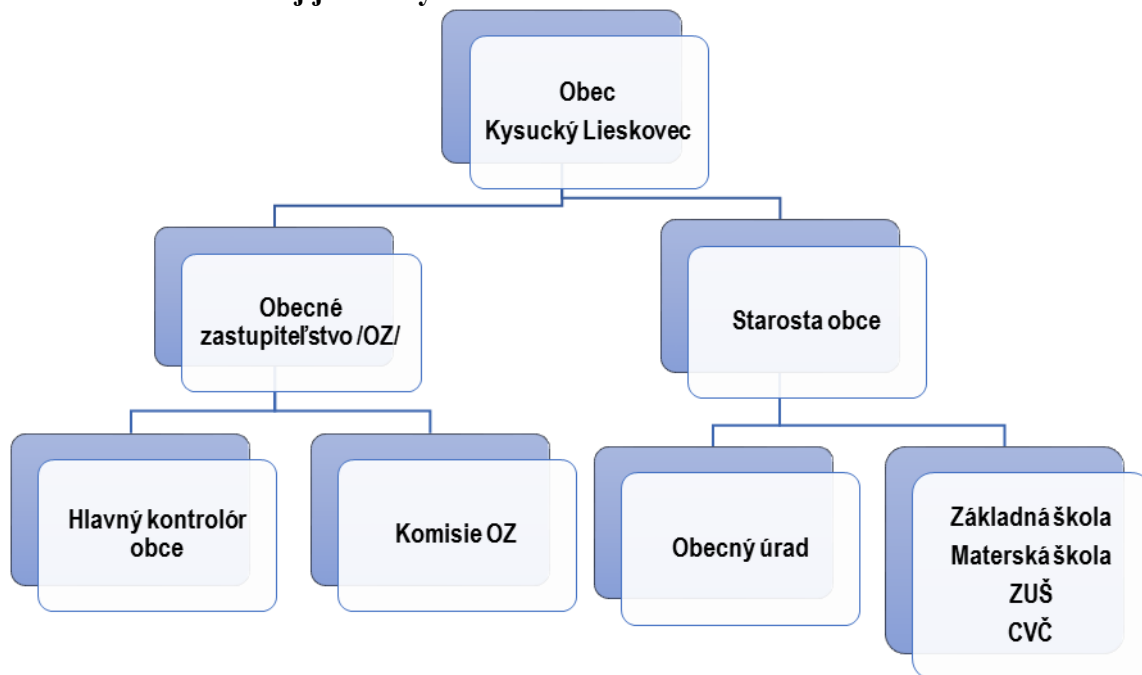 Obec
Kysucký Lieskovec
Obecné
zastupiteľstvo /OZ/
Starosta obce
Hlavný kontrolór
obce
Komisie OZ
Obecný úrad
Základná škola
Materská škola
ZUŠ
CVČ